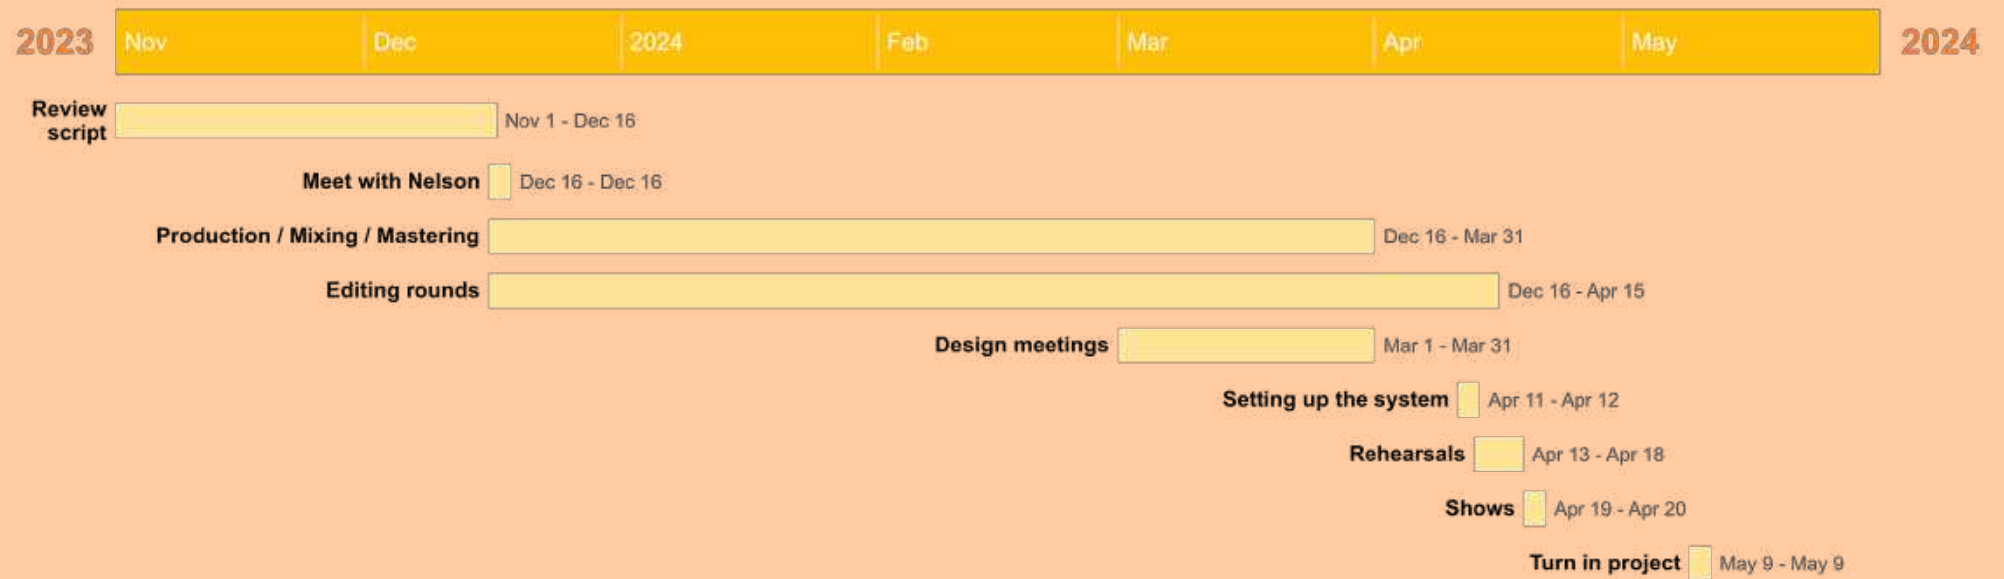 2023 Nov Dec 2024 Feb Mar Apr May 2024
Review
script
Nov 1 - Dec 16
Meet with Nelson Dec 16 - Dec 16
Production / Mixing / Mastering Dec 16 - Mar 31
Editing rounds Dec 16 - Apr 15
Design meetings Mar 1 - Mar 31
Setting up the system Apr 11 - Apr 12
Rehearsals Apr 13 - Apr 18
Shows Apr 19 - Apr 20
Turn in project May 9 - May 9